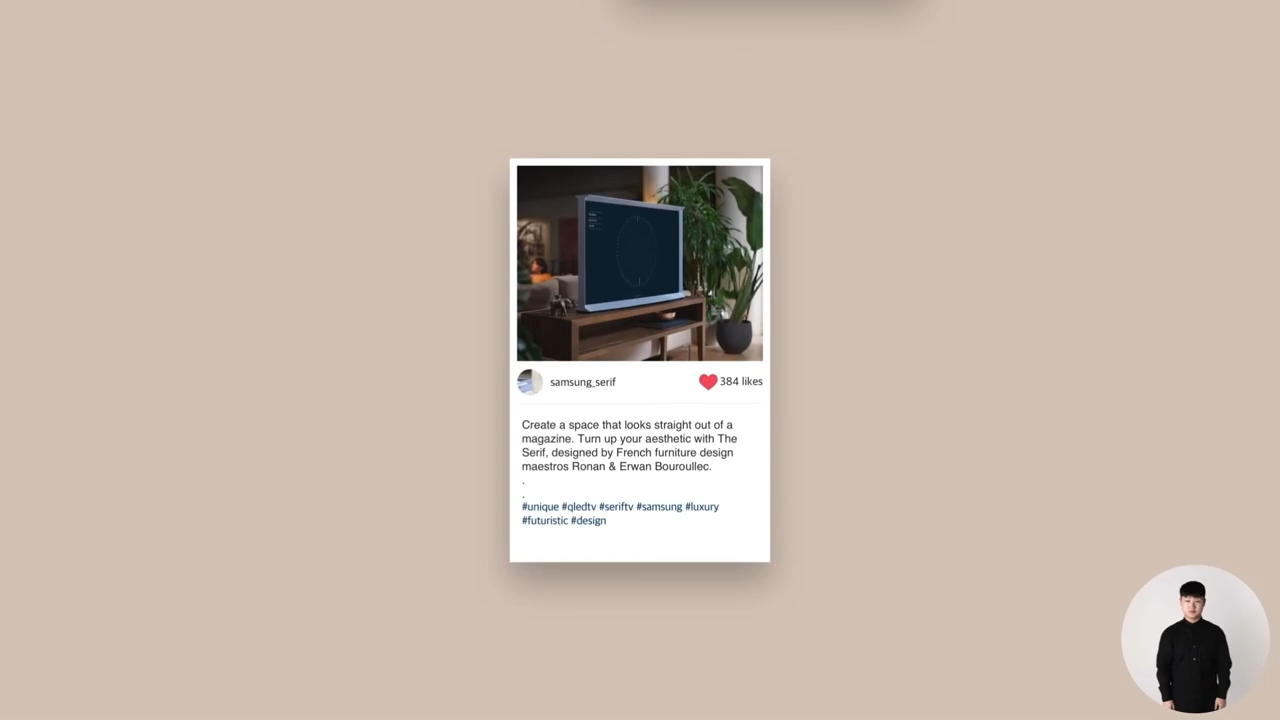 samsung_serif
384 likes
Create a space that looks straight out of a
magazine. Turn up your aesthetic with The
Serif, designed by French furniture design
maestros Ronan & Erwan Bouroullec.
.
.
#unique #qledtv #seriftv #samsung #luxury
#futuristic #design